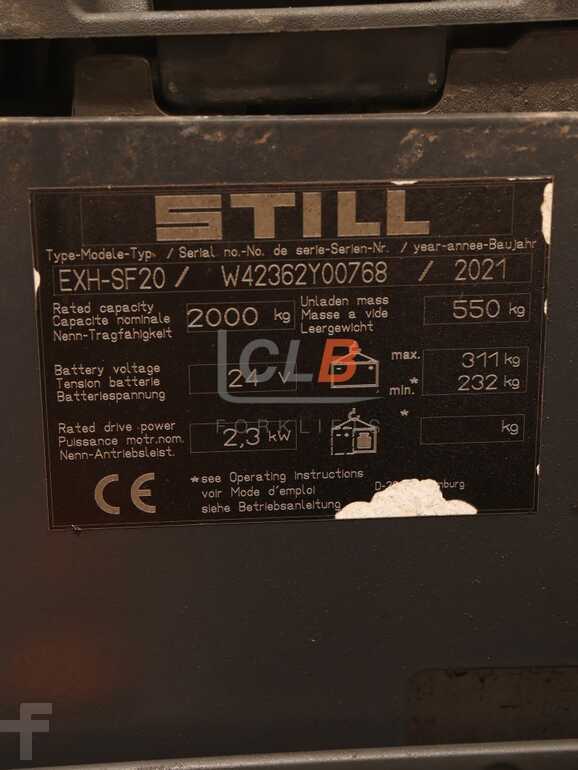 STILL
Type-Modele-Typ / Serial no.-No. de serie-Serien-Nr. / year-annee-Baujahr
EXH-SF20 / W42362Y00768 / 2021
Rated capacity
Capacite nominale
Nenn-Tragfähigkeit
2000 kg
Unladen mass
Masse a vide
Leergewicht
550 kg
Battery voltage
Tension batterie
Batteriespannung
24 V
max. 311 kg
min. * 232 kg
Rated drive power
Puissance motr.nom.
Nenn-Antriebsleist.
2,3 kW
* kg
CLB
FORKLIFTS
CE
*see Operating instructions
voir Mode d'emploi
siehe Betriebsanleitung
f